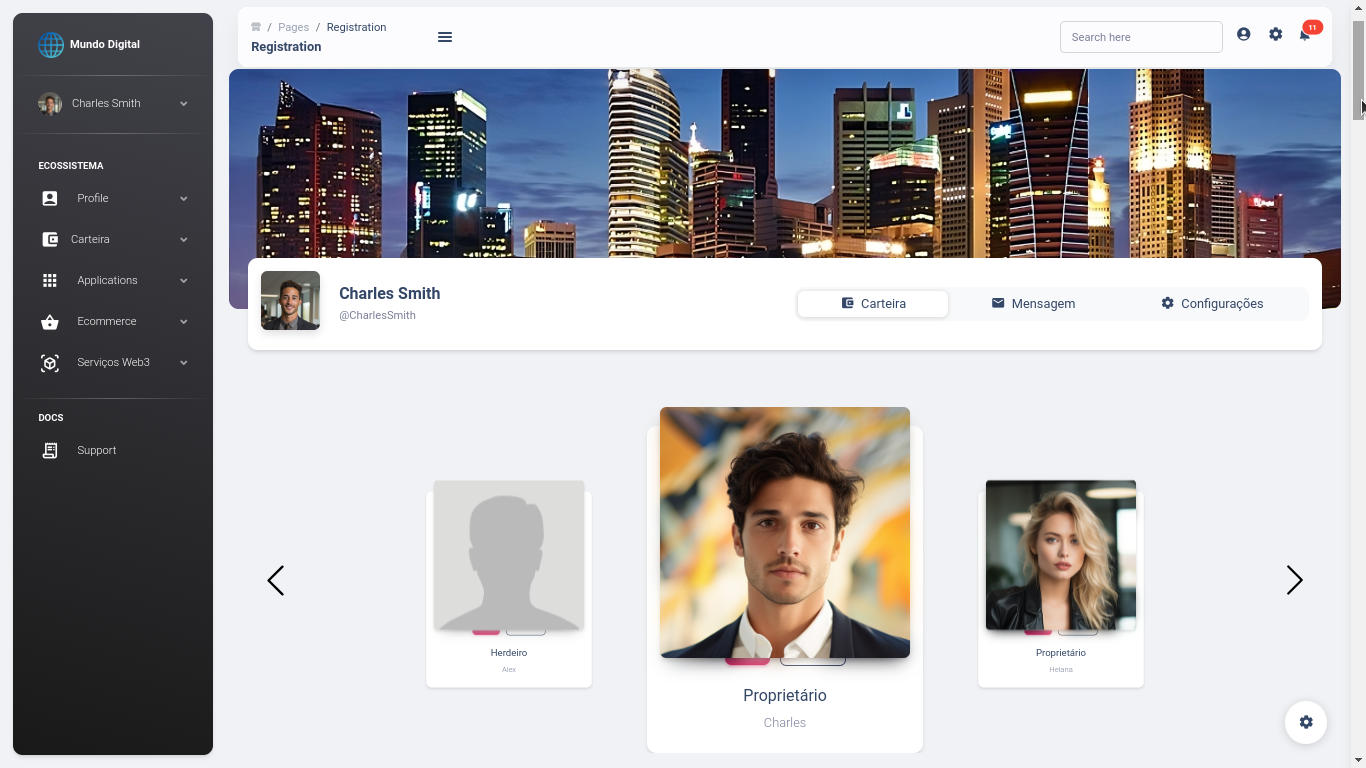 Mundo Digital
Charles Smith
ECOSSISTEMA
Profile
Carteira
Applications
Ecommerce
Serviços Web3
DOCS
Support
/ Pages / Registration
Registration
Search here
11
Charles Smith
@CharlesSmith
Carteira
Mensagem
Configurações
Herdeiro
Alex
Proprietário
Charles
Proprietário
Helana